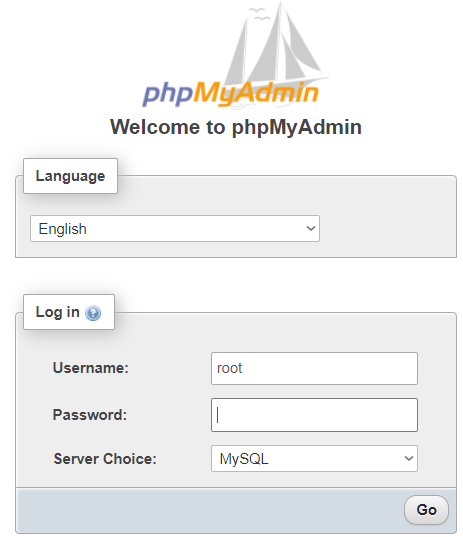 phpMyAdmin
Welcome to phpMyAdmin
Language
English
Log in
Username:
root
Password:
Server Choice:
MySQL
Go